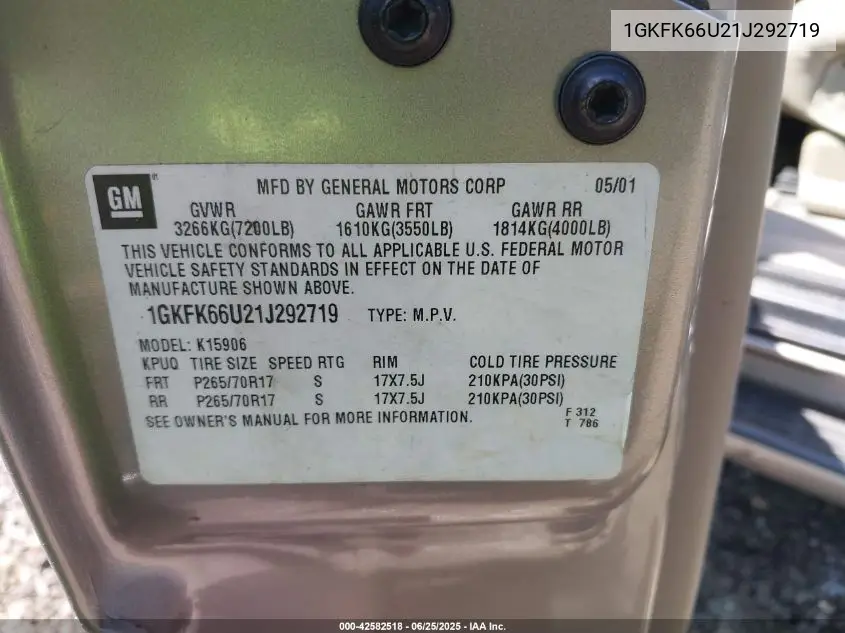 1GKFK66U21J292719
GM
MFD BY GENERAL MOTORS CORP 05/01
GVWR GAWR FRT GAWR RR
3266KG(7200LB) 1610KG(3550LB) 1814KG(4000LB)
THIS VEHICLE CONFORMS TO ALL APPLICABLE U.S. FEDERAL MOTOR
VEHICLE SAFETY STANDARDS IN EFFECT ON THE DATE OF
MANUFACTURE SHOWN ABOVE.
1GKFK66U21J292719 TYPE: M.P.V.
MODEL: K15906
KPUQ TIRE SIZE SPEED RTG RIM COLD TIRE PRESSURE
FRT P265/70R17 S 17X7.5J 210KPA(30PSI)
RR P265/70R17 S 17X7.5J 210KPA(30PSI)
SEE OWNER'S MANUAL FOR MORE INFORMATION.
F 312
T 786
000-42582518 - 06/25/2025 - IAA Inc.